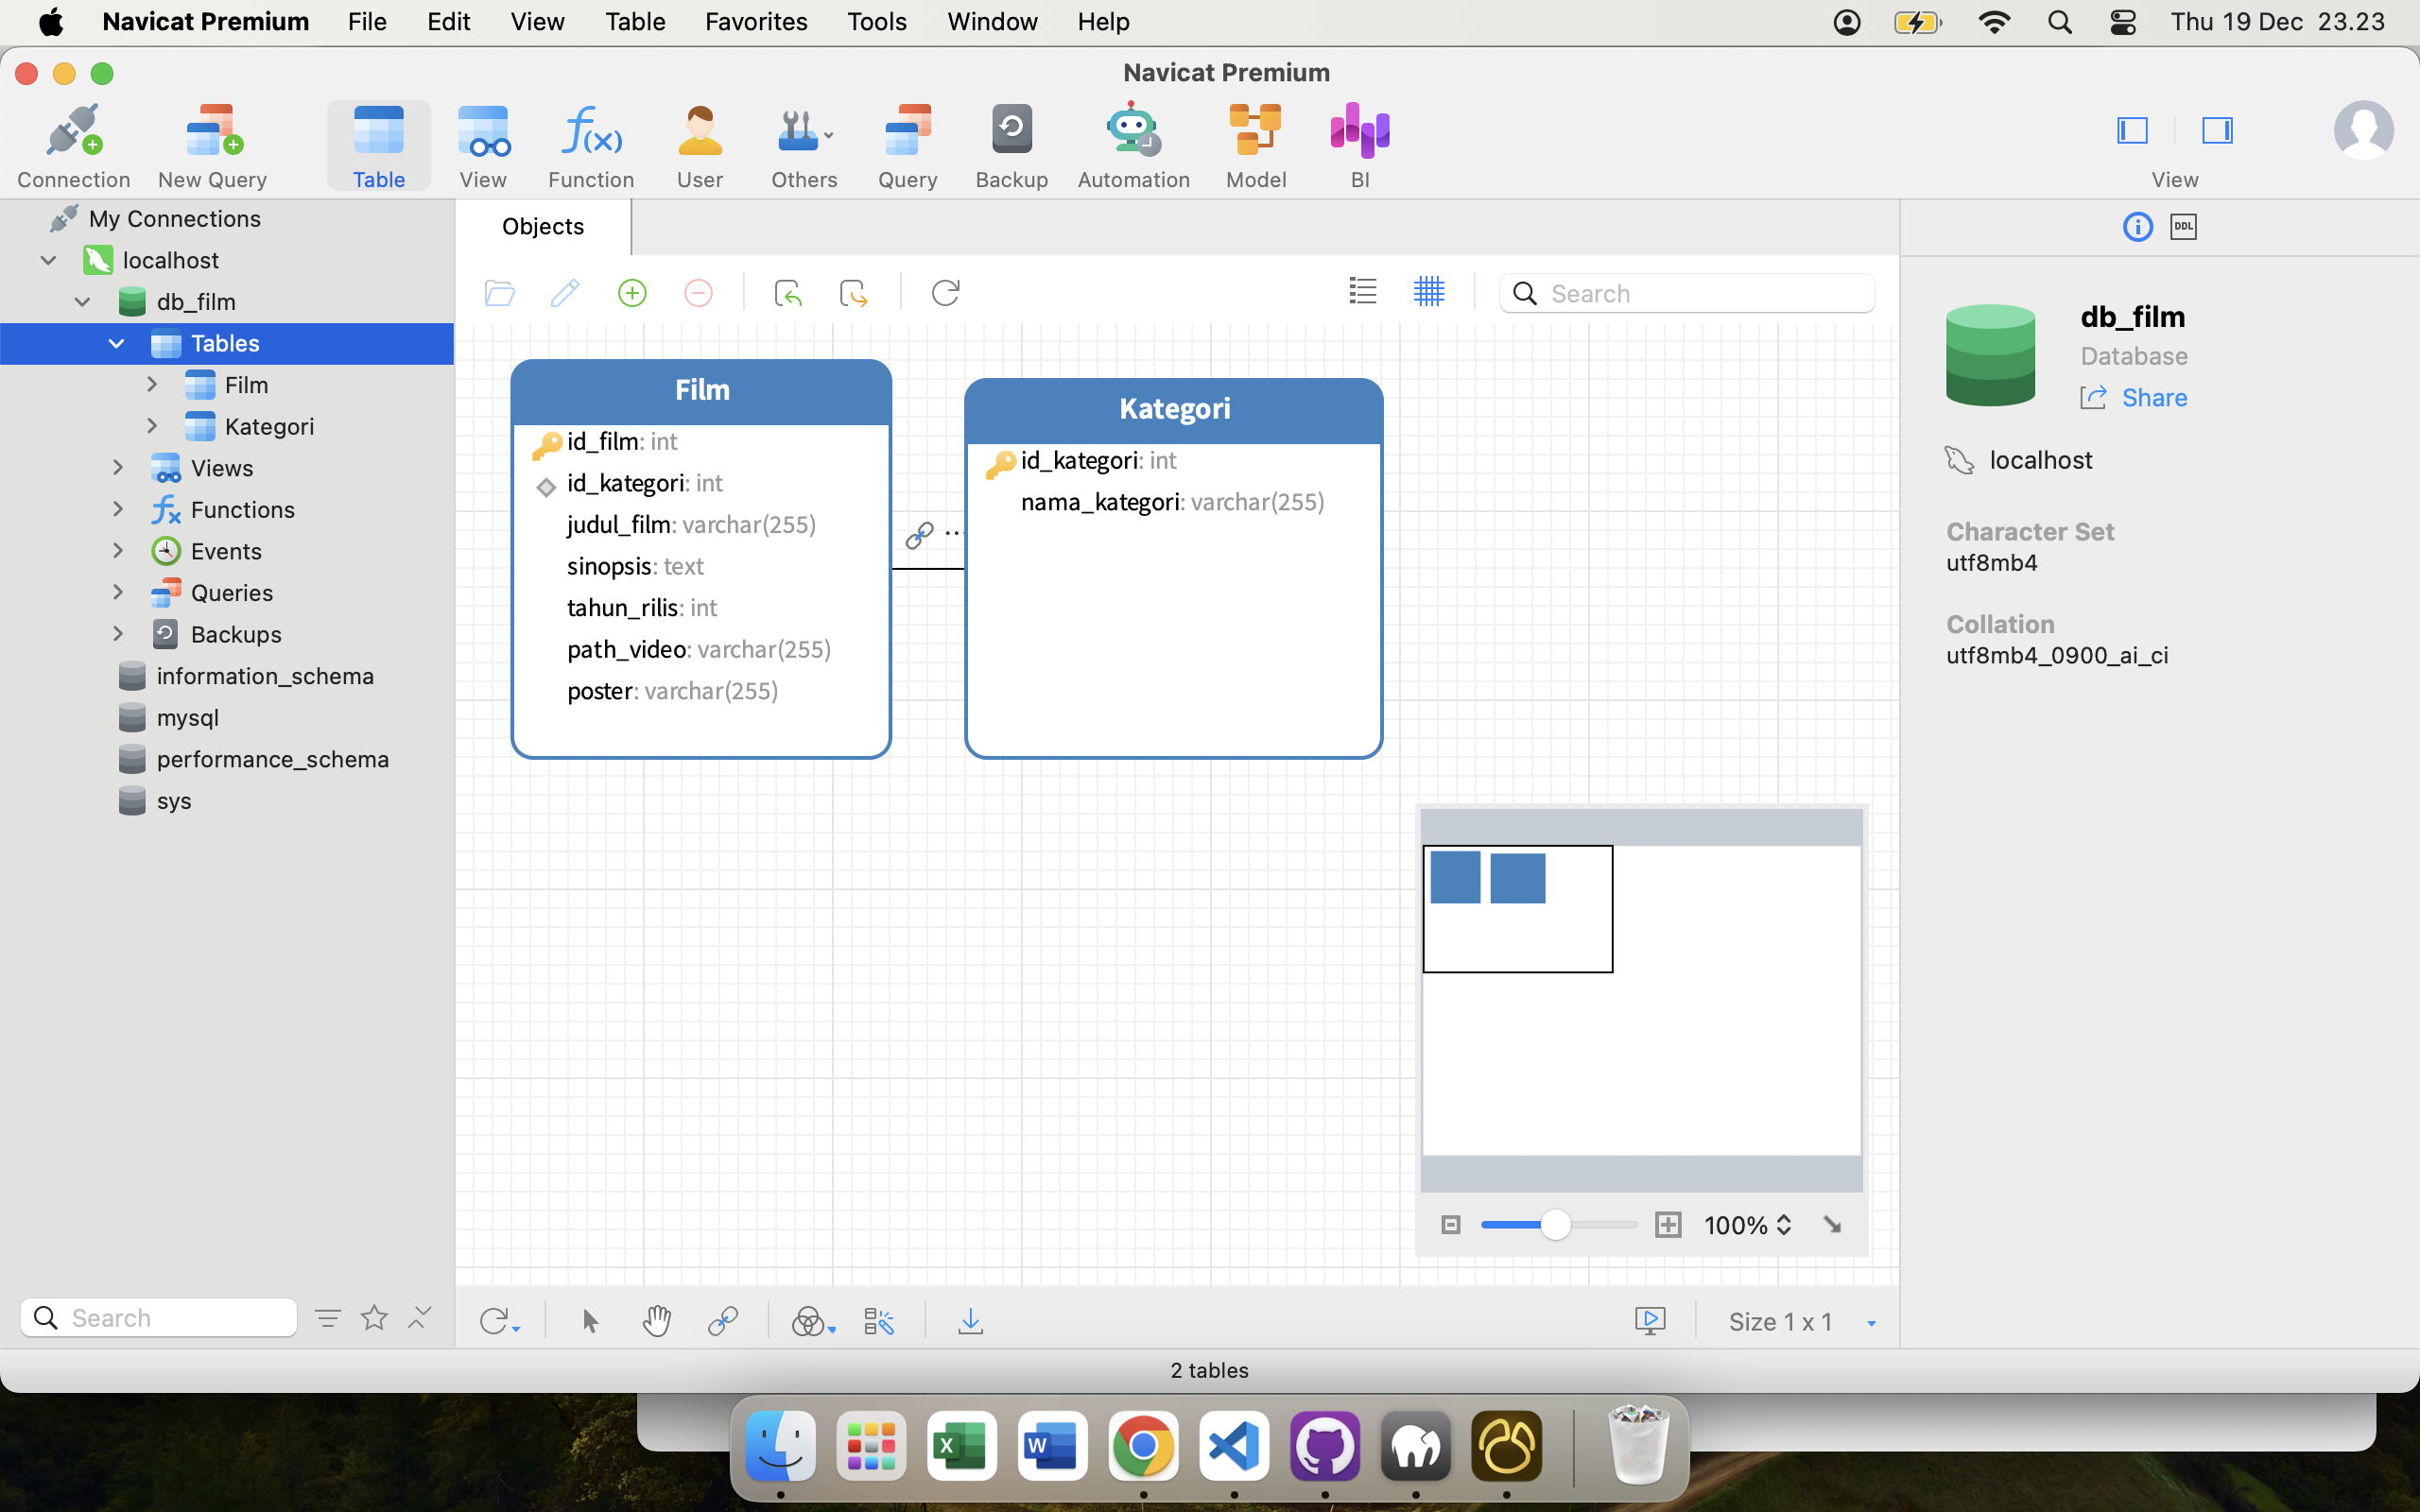 Navicat Premium File Edit View Table Favorites Tools Window Help Thu 19 Dec 23.23
Navicat Premium
Connection New Query Table View Function User Others Query Backup Automation Model BI View
My Connections
localhost
db_film
Tables
Film
Kategori
Views
Functions
Events
Queries
Backups
information_schema
mysql
performance_schema
sys
Search
Objects
Search
Film
id_film: int
id_kategori: int
judul_film: varchar(255)
sinopsis: text
tahun_rilis: int
path_video: varchar(255)
poster: varchar(255)
...
Kategori
id_kategori: int
nama_kategori: varchar(255)
100%
Size 1 x 1
DDL
db_film
Database
Share
localhost
Character Set
utf8mb4
Collation
utf8mb4_0900_ai_ci
2 tables